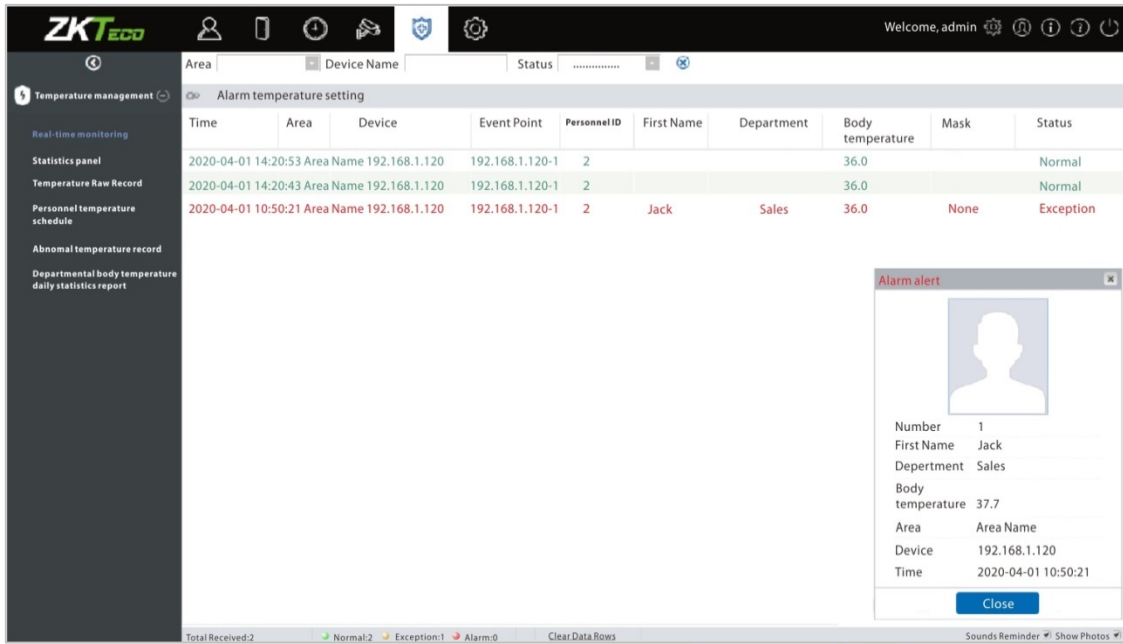 ZKTECO
Welcome, admin
Area Device Name Status ...............
Temperature management
Alarm temperature setting
Real-time monitoring
Statistics panel
Temperature Raw Record
Personnel temperature
schedule
Abnomal temperature record
Departmental body temperature
daily statistics report
Time Area Device Event Point Personnel ID First Name Department Body temperature Mask Status
2020-04-01 14:20:53 Area Name 192.168.1.120 192.168.1.120-1 2 36.0 Normal
2020-04-01 14:20:43 Area Name 192.168.1.120 192.168.1.120-1 2 36.0 Normal
2020-04-01 10:50:21 Area Name 192.168.1.120 192.168.1.120-1 2 Jack Sales 36.0 None Exception
Alarm alert
Number 1
First Name Jack
Depertment Sales
Body
temperature 37.7
Area Area Name
Device 192.168.1.120
Time 2020-04-01 10:50:21
Close
Total Received:2 Normal:2 Exception:1 Alarm:0 Clear Data Rows Sounds Reminder Show Photos